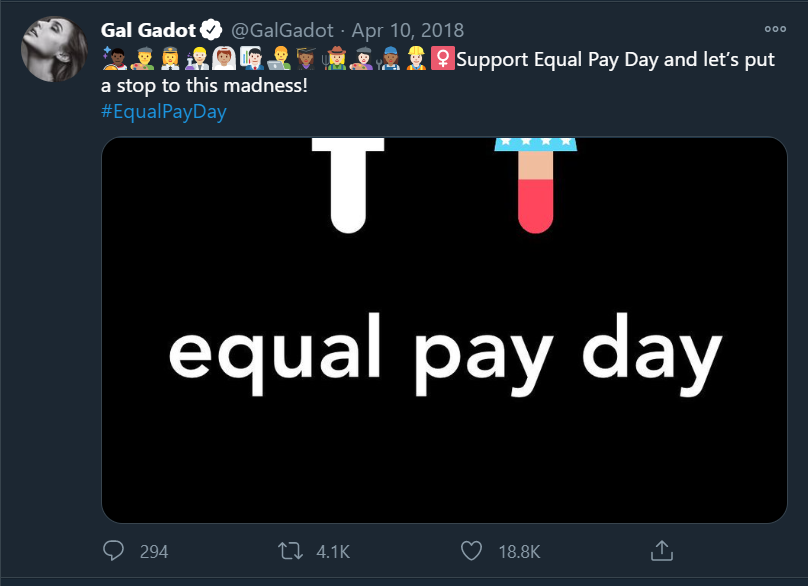 Gal Gadot @GalGadot · Apr 10, 2018
Support Equal Pay Day and let’s put
a stop to this madness!
#EqualPayDay
equal pay day
294 4.1K 18.8K